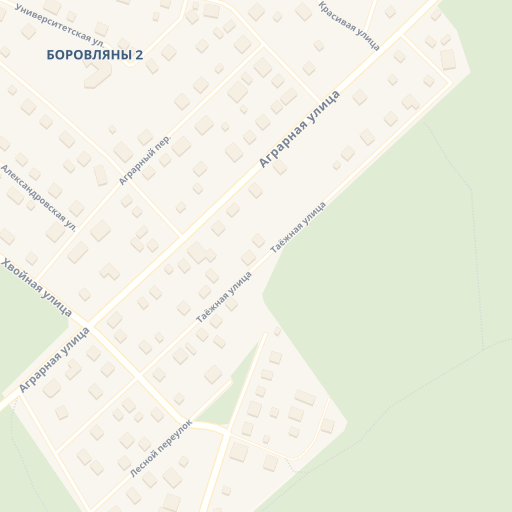 Университетская ул.
Красивая улица
БОРОВЛЯНЫ 2
Аграрная улица
Аграрный пер.
Александровская ул.
Таёжная улица
Хвойная улица
Таёжная улица
Аграрная улица
Лесной переулок